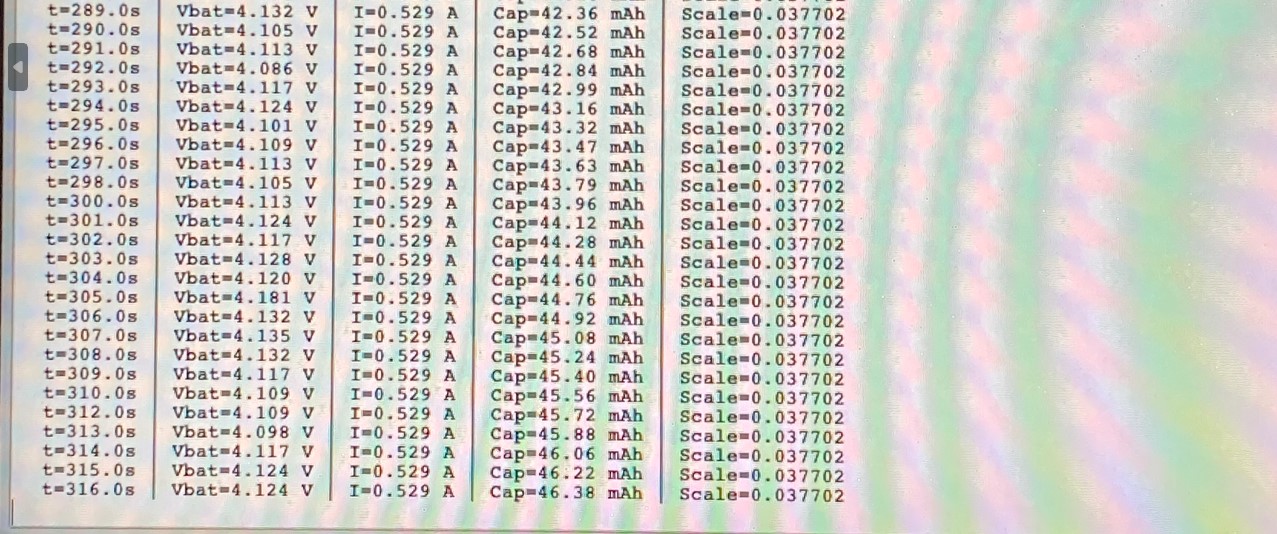 t=289.0s | Vbat=4.132 V | I=0.529 A | Cap=42.36 mAh | Scale=0.037702
t=290.0s | Vbat=4.105 V | I=0.529 A | Cap=42.52 mAh | Scale=0.037702
t=291.0s | Vbat=4.113 V | I=0.529 A | Cap=42.68 mAh | Scale=0.037702
t=292.0s | Vbat=4.086 V | I=0.529 A | Cap=42.84 mAh | Scale=0.037702
t=293.0s | Vbat=4.117 V | I=0.529 A | Cap=42.99 mAh | Scale=0.037702
t=294.0s | Vbat=4.124 V | I=0.529 A | Cap=43.16 mAh | Scale=0.037702
t=295.0s | Vbat=4.101 V | I=0.529 A | Cap=43.32 mAh | Scale=0.037702
t=296.0s | Vbat=4.109 V | I=0.529 A | Cap=43.47 mAh | Scale=0.037702
t=297.0s | Vbat=4.113 V | I=0.529 A | Cap=43.63 mAh | Scale=0.037702
t=298.0s | Vbat=4.105 V | I=0.529 A | Cap=43.79 mAh | Scale=0.037702
t=300.0s | Vbat=4.113 V | I=0.529 A | Cap=43.96 mAh | Scale=0.037702
t=301.0s | Vbat=4.124 V | I=0.529 A | Cap=44.12 mAh | Scale=0.037702
t=302.0s | Vbat=4.117 V | I=0.529 A | Cap=44.28 mAh | Scale=0.037702
t=303.0s | Vbat=4.128 V | I=0.529 A | Cap=44.44 mAh | Scale=0.037702
t=304.0s | Vbat=4.120 V | I=0.529 A | Cap=44.60 mAh | Scale=0.037702
t=305.0s | Vbat=4.181 V | I=0.529 A | Cap=44.76 mAh | Scale=0.037702
t=306.0s | Vbat=4.132 V | I=0.529 A | Cap=44.92 mAh | Scale=0.037702
t=307.0s | Vbat=4.135 V | I=0.529 A | Cap=45.08 mAh | Scale=0.037702
t=308.0s | Vbat=4.132 V | I=0.529 A | Cap=45.24 mAh | Scale=0.037702
t=309.0s | Vbat=4.117 V | I=0.529 A | Cap=45.40 mAh | Scale=0.037702
t=310.0s | Vbat=4.109 V | I=0.529 A | Cap=45.56 mAh | Scale=0.037702
t=312.0s | Vbat=4.109 V | I=0.529 A | Cap=45.72 mAh | Scale=0.037702
t=313.0s | Vbat=4.098 V | I=0.529 A | Cap=45.88 mAh | Scale=0.037702
t=314.0s | Vbat=4.117 V | I=0.529 A | Cap=46.06 mAh | Scale=0.037702
t=315.0s | Vbat=4.124 V | I=0.529 A | Cap=46.22 mAh | Scale=0.037702
t=316.0s | Vbat=4.124 V | I=0.529 A | Cap=46.38 mAh | Scale=0.037702